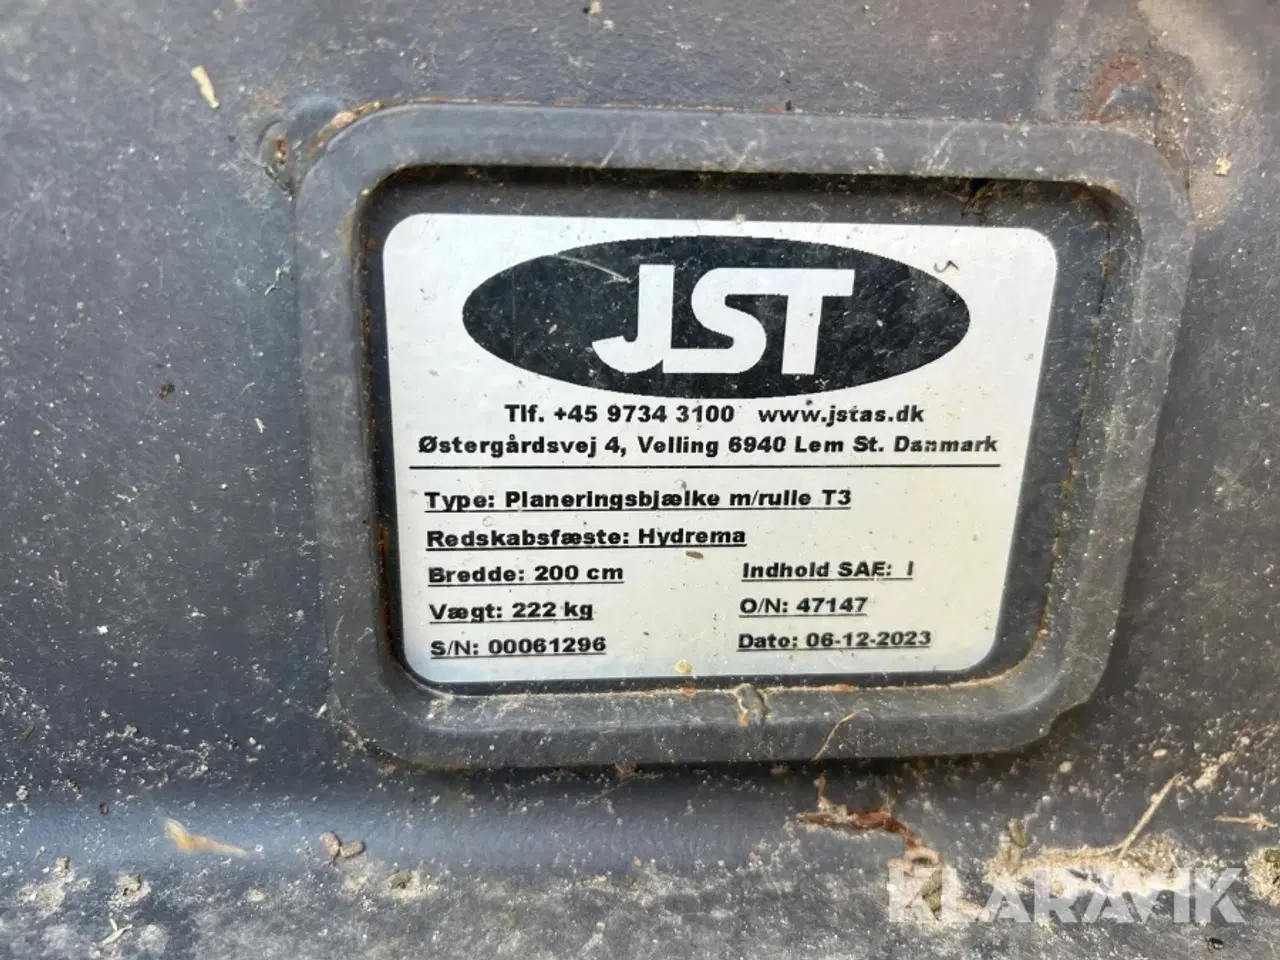 JST
Tlf. +45 9734 3100 www.jstas.dk
Østergårdsvej 4, Velling 6940 Lem St. Danmark
Type: Planeringsbjælke m/rulle T3
Redskabsfæste: Hydrema
Bredde: 200 cm
Indhold SAE: l
Vægt: 222 kg
O/N: 47147
S/N: 00061296
Dato: 06-12-2023
KLARAVIK